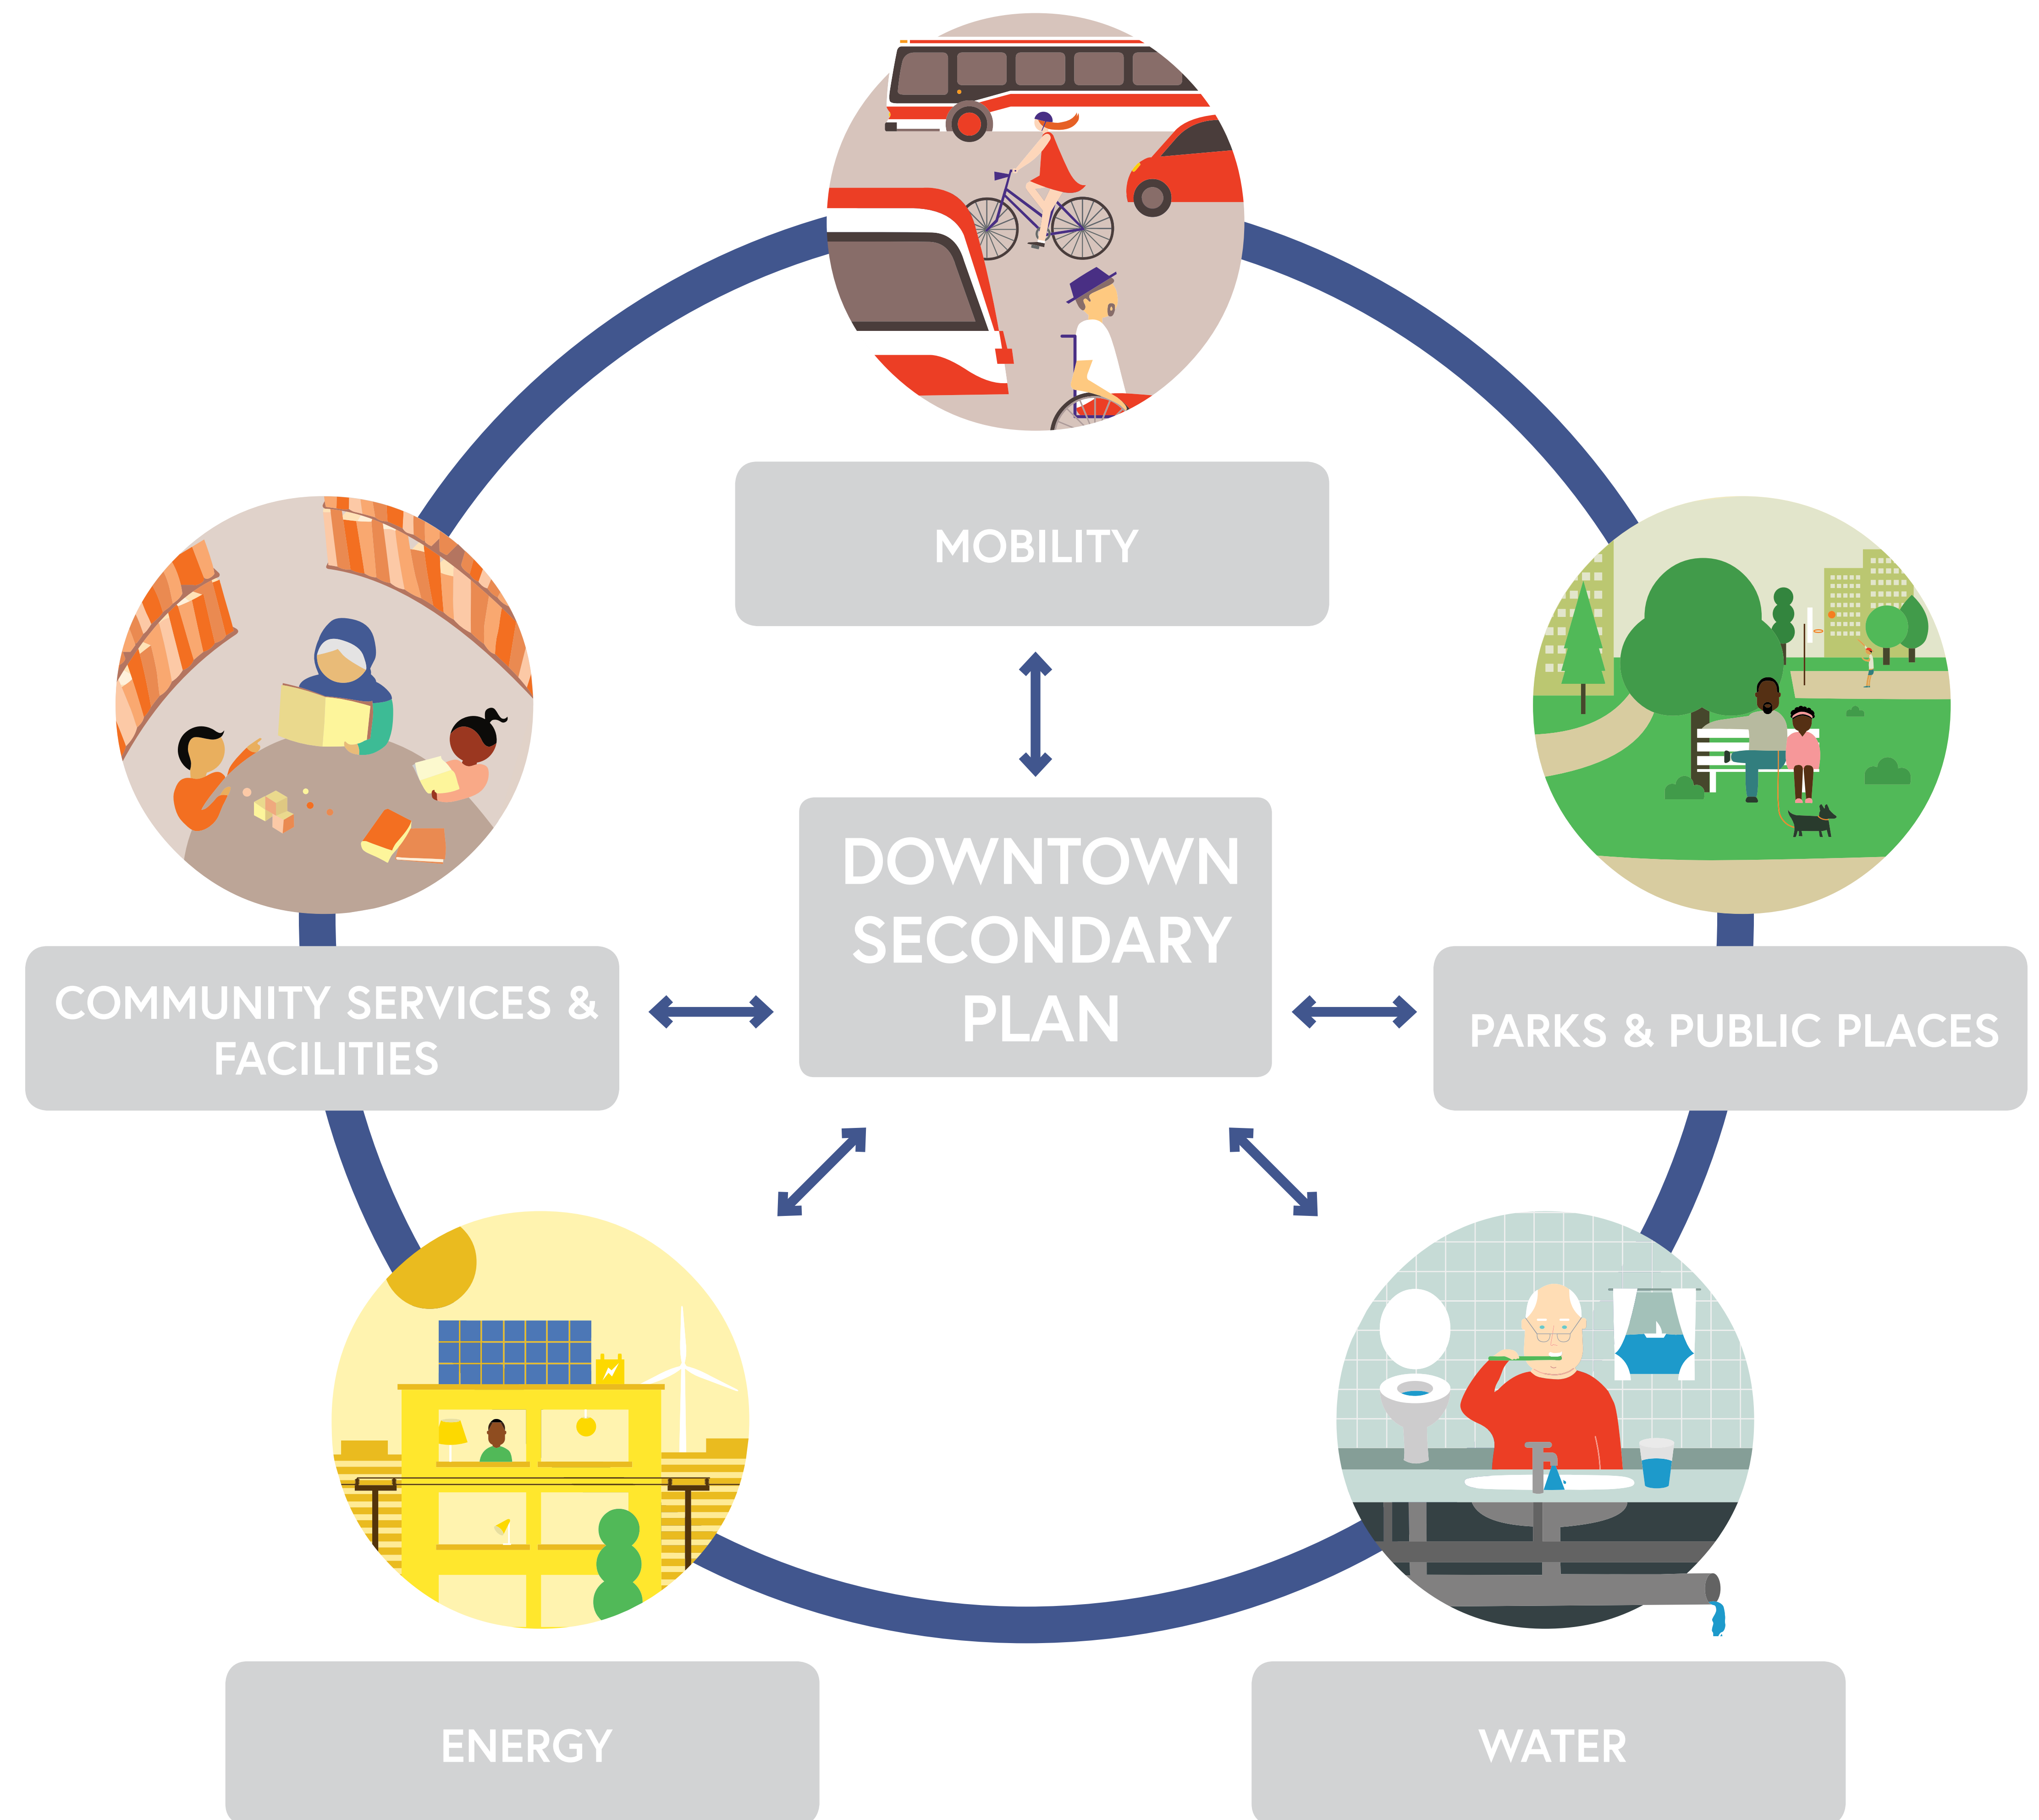 MOBILITY
DOWNTOWN
SECONDARY
PLAN
COMMUNITY SERVICES &
FACILITIES
PARKS & PUBLIC PLACES
ENERGY
WATER